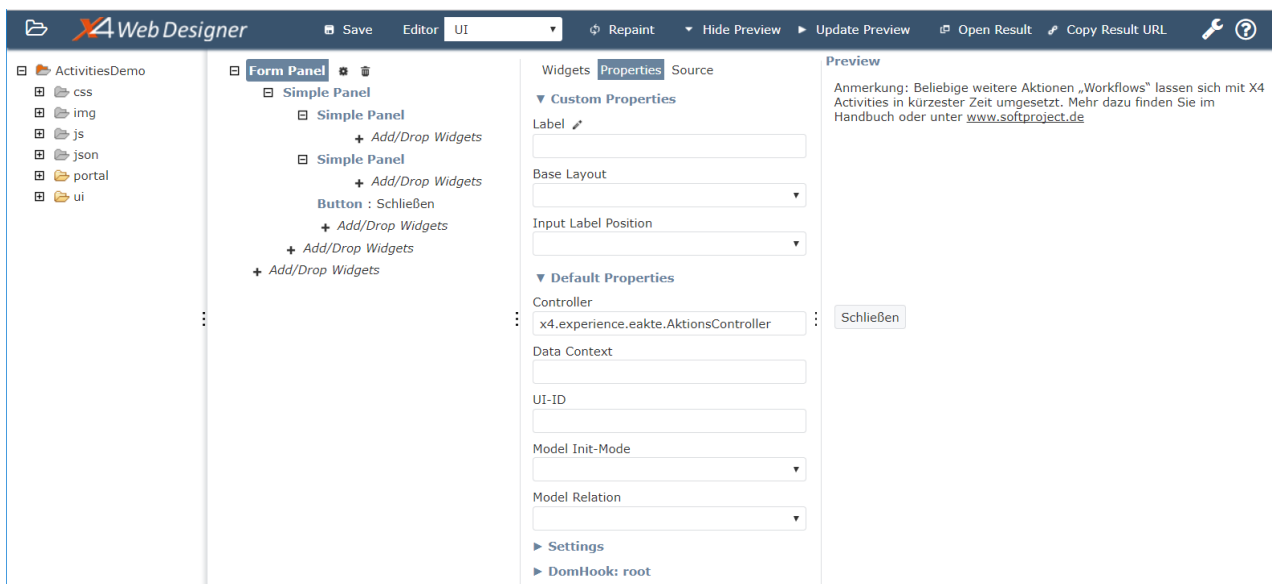 X4 Web Designer Save Editor UI Repaint Hide Preview Update Preview Open Result Copy Result URL
ActivitiesDemo
css
img
js
json
portal
ui
Form Panel
Simple Panel
Simple Panel
Add/Drop Widgets
Simple Panel
Add/Drop Widgets
Button : Schließen
Add/Drop Widgets
Add/Drop Widgets
Add/Drop Widgets
Widgets Properties Source
Custom Properties
Label
Base Layout
Input Label Position
Default Properties
Controller
x4.experience.eakte.AktionsController
Data Context
UI-ID
Model Init-Mode
Model Relation
Settings
DomHook: root
Preview
Anmerkung: Beliebige weitere Aktionen „Workflows“ lassen sich mit X4
Activities in kürzester Zeit umgesetzt. Mehr dazu finden Sie im
Handbuch oder unter www.softproject.de
Schließen